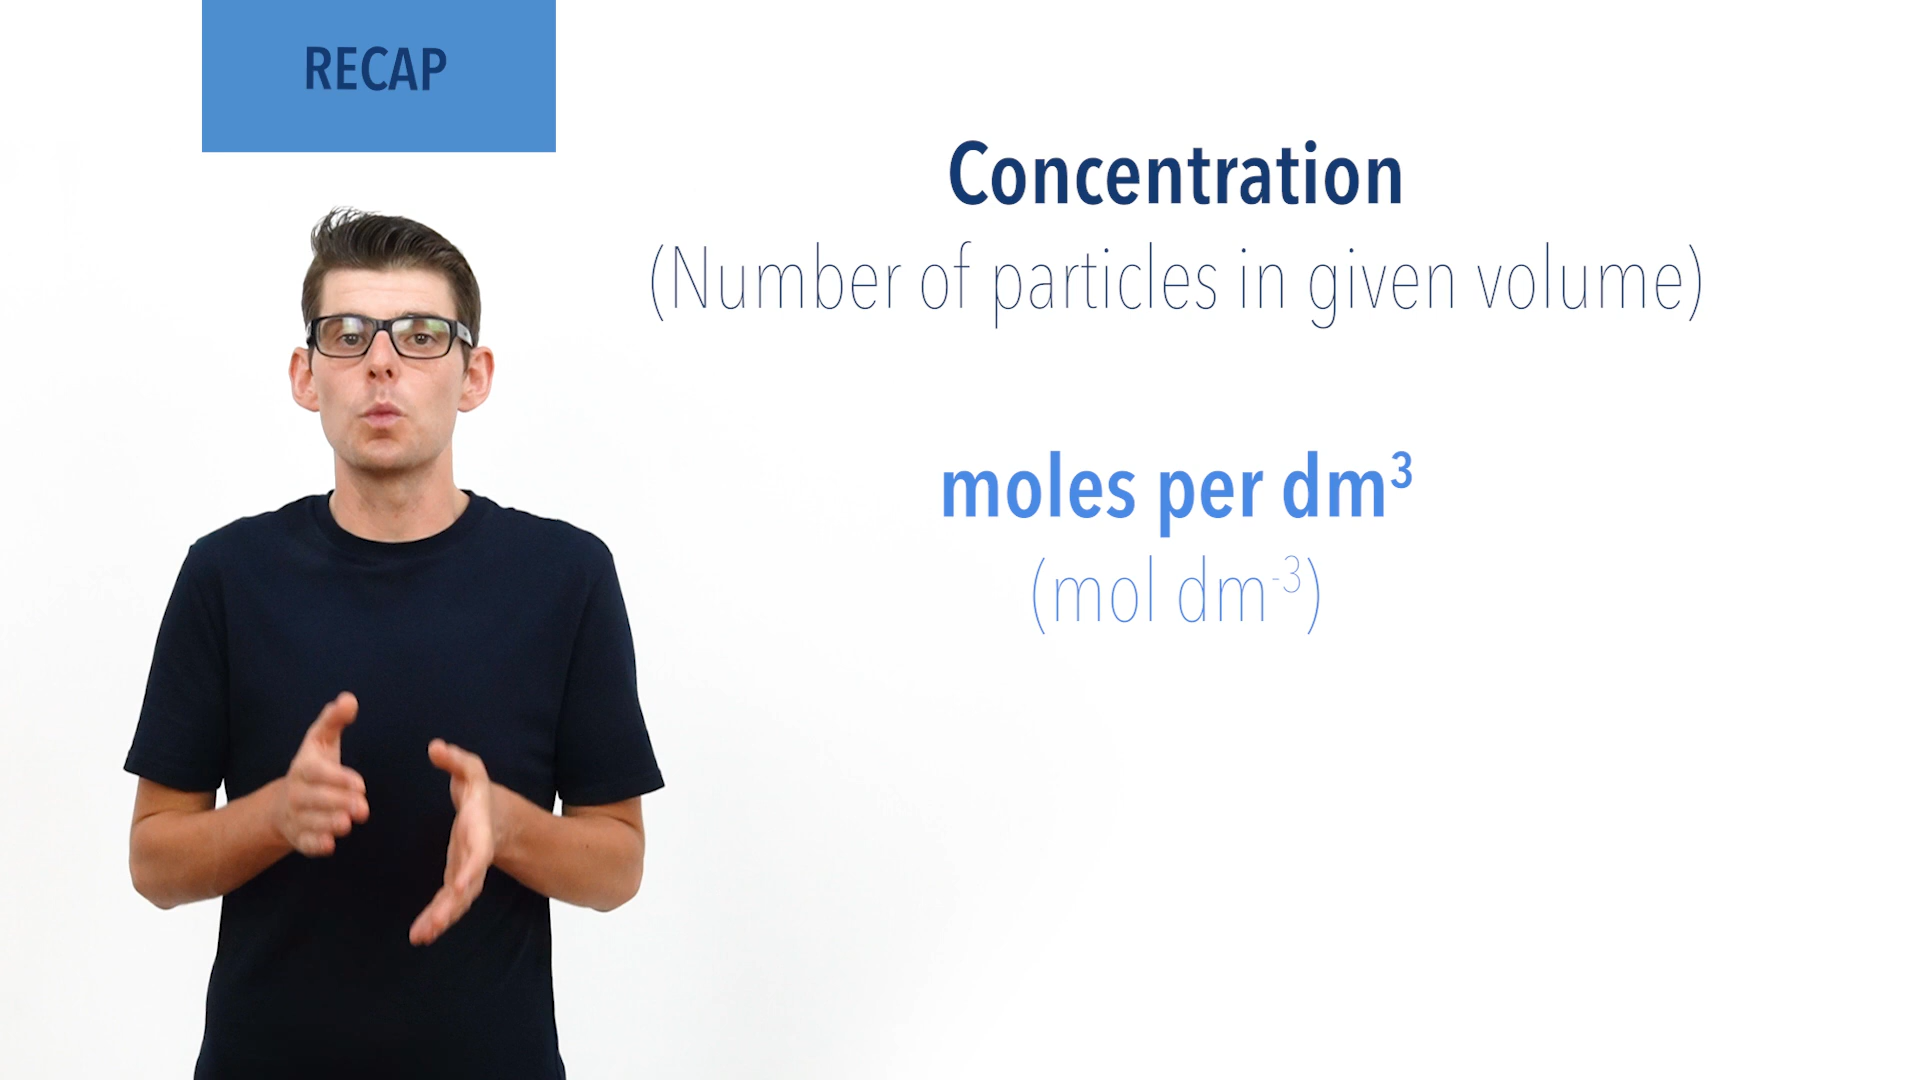 RECAP
Concentration
(Number of particles in given volume)
moles per dm³
(mol dm⁻³)